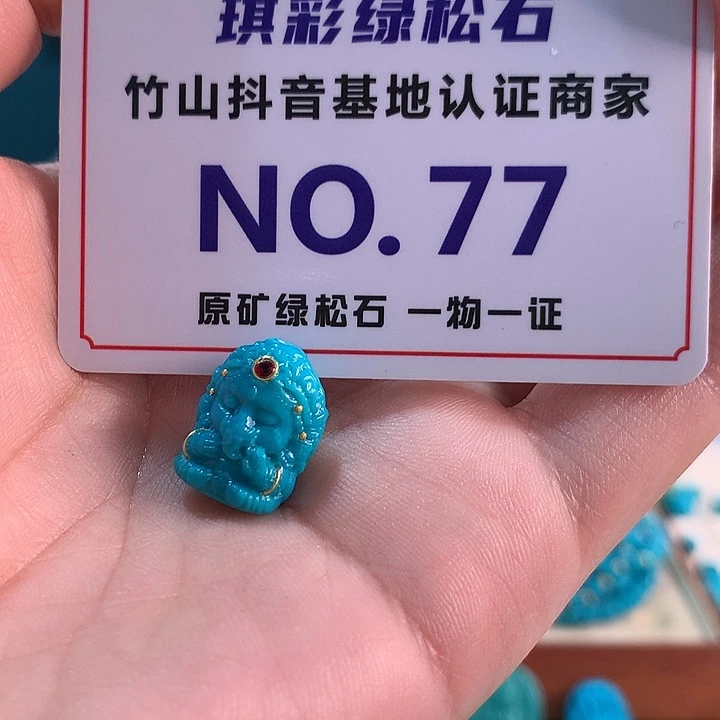 琪彩绿松石
竹山抖音基地认证商家
NO. 77
原矿绿松石 一物一证